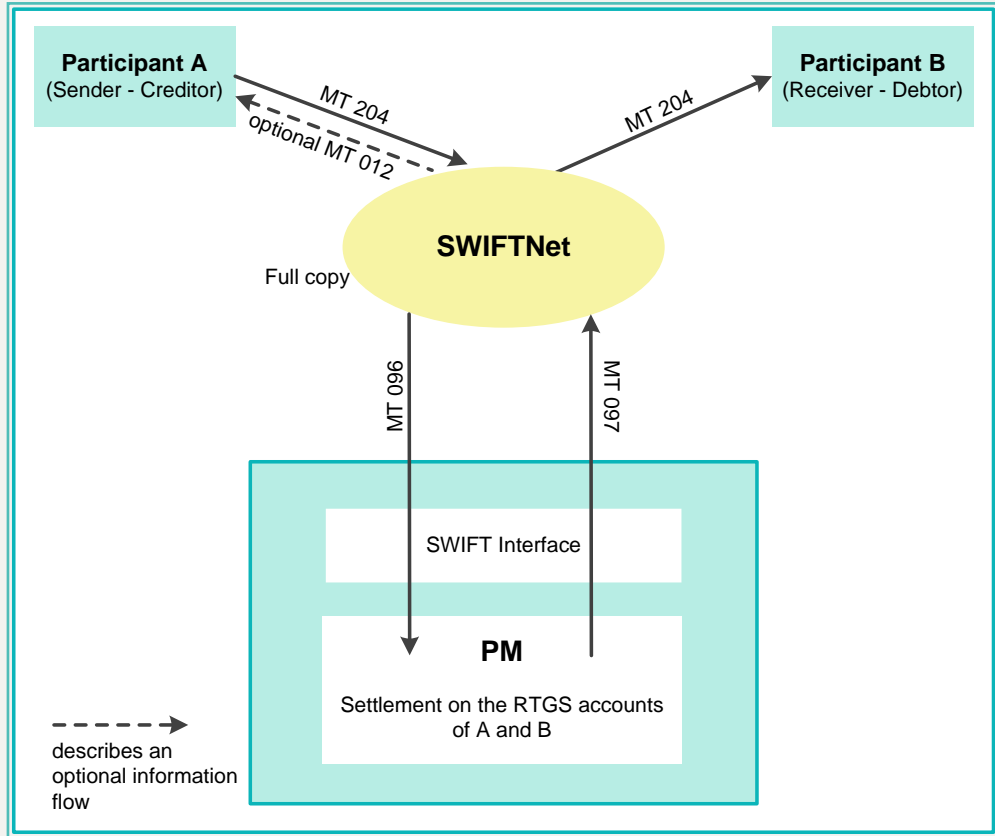 Participant A
(Sender - Creditor)
Participant B
(Receiver - Debtor)
MT 204
optional MT 012
MT 204
SWIFTNet
Full copy
MT 096
MT 097
SWIFT Interface
PM
Settlement on the RTGS accounts
of A and B
describes an
optional information
flow